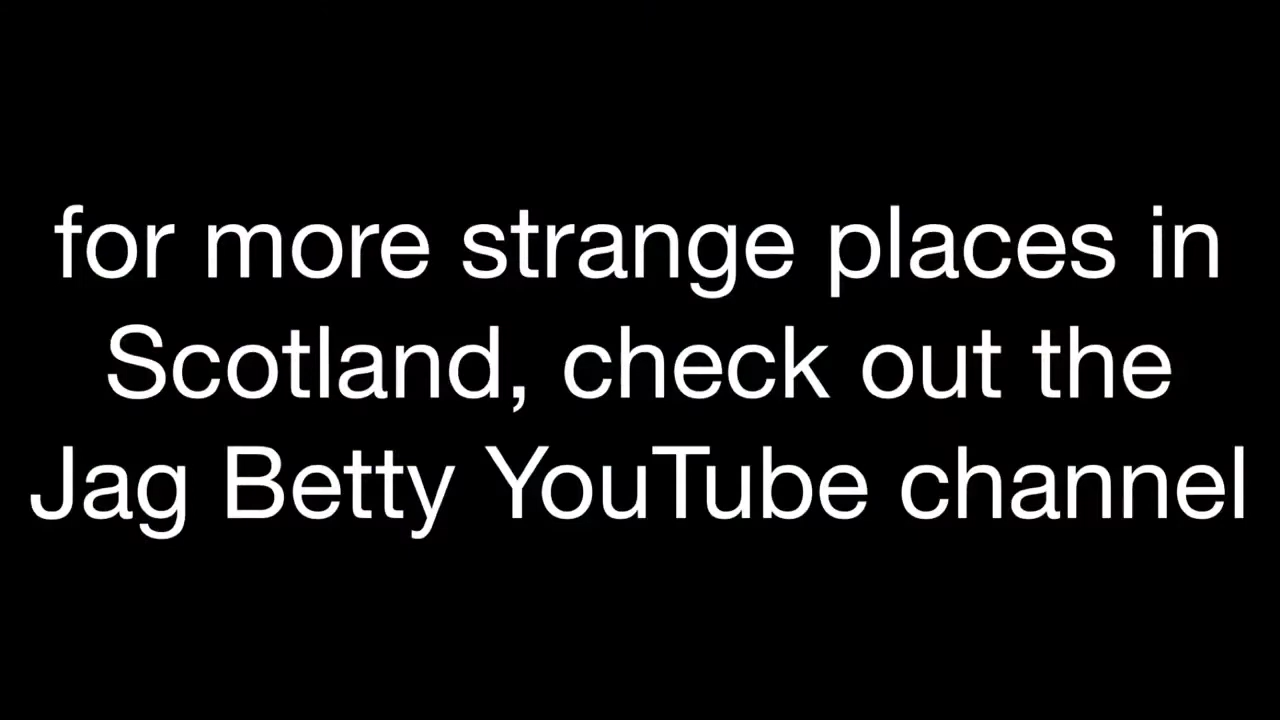 for more strange places in
Scotland, check out the
Jag Betty YouTube channel